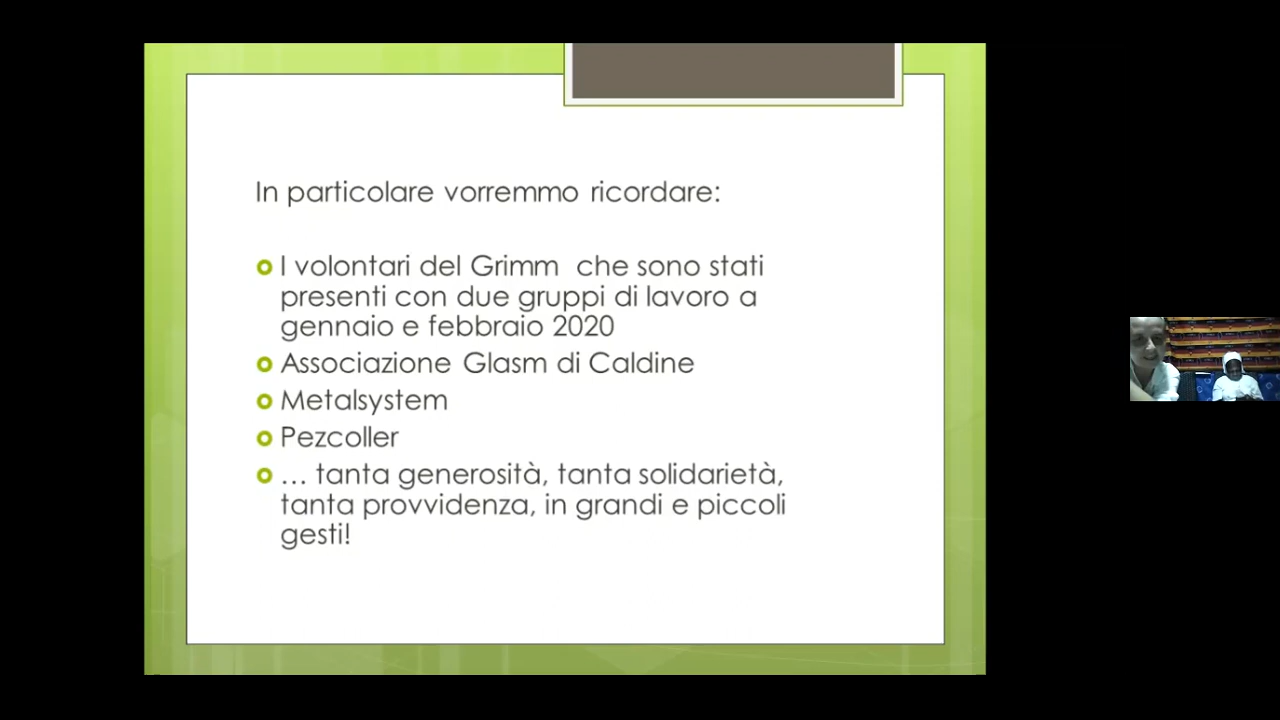 In particolare vorremmo ricordare:
I volontari del Grimm che sono stati
presenti con due gruppi di lavoro a
gennaio e febbraio 2020
Associazione Glasm di Caldine
Metalsystem
Pezcoller
… tanta generosità, tanta solidarietà,
tanta provvidenza, in grandi e piccoli
gesti!